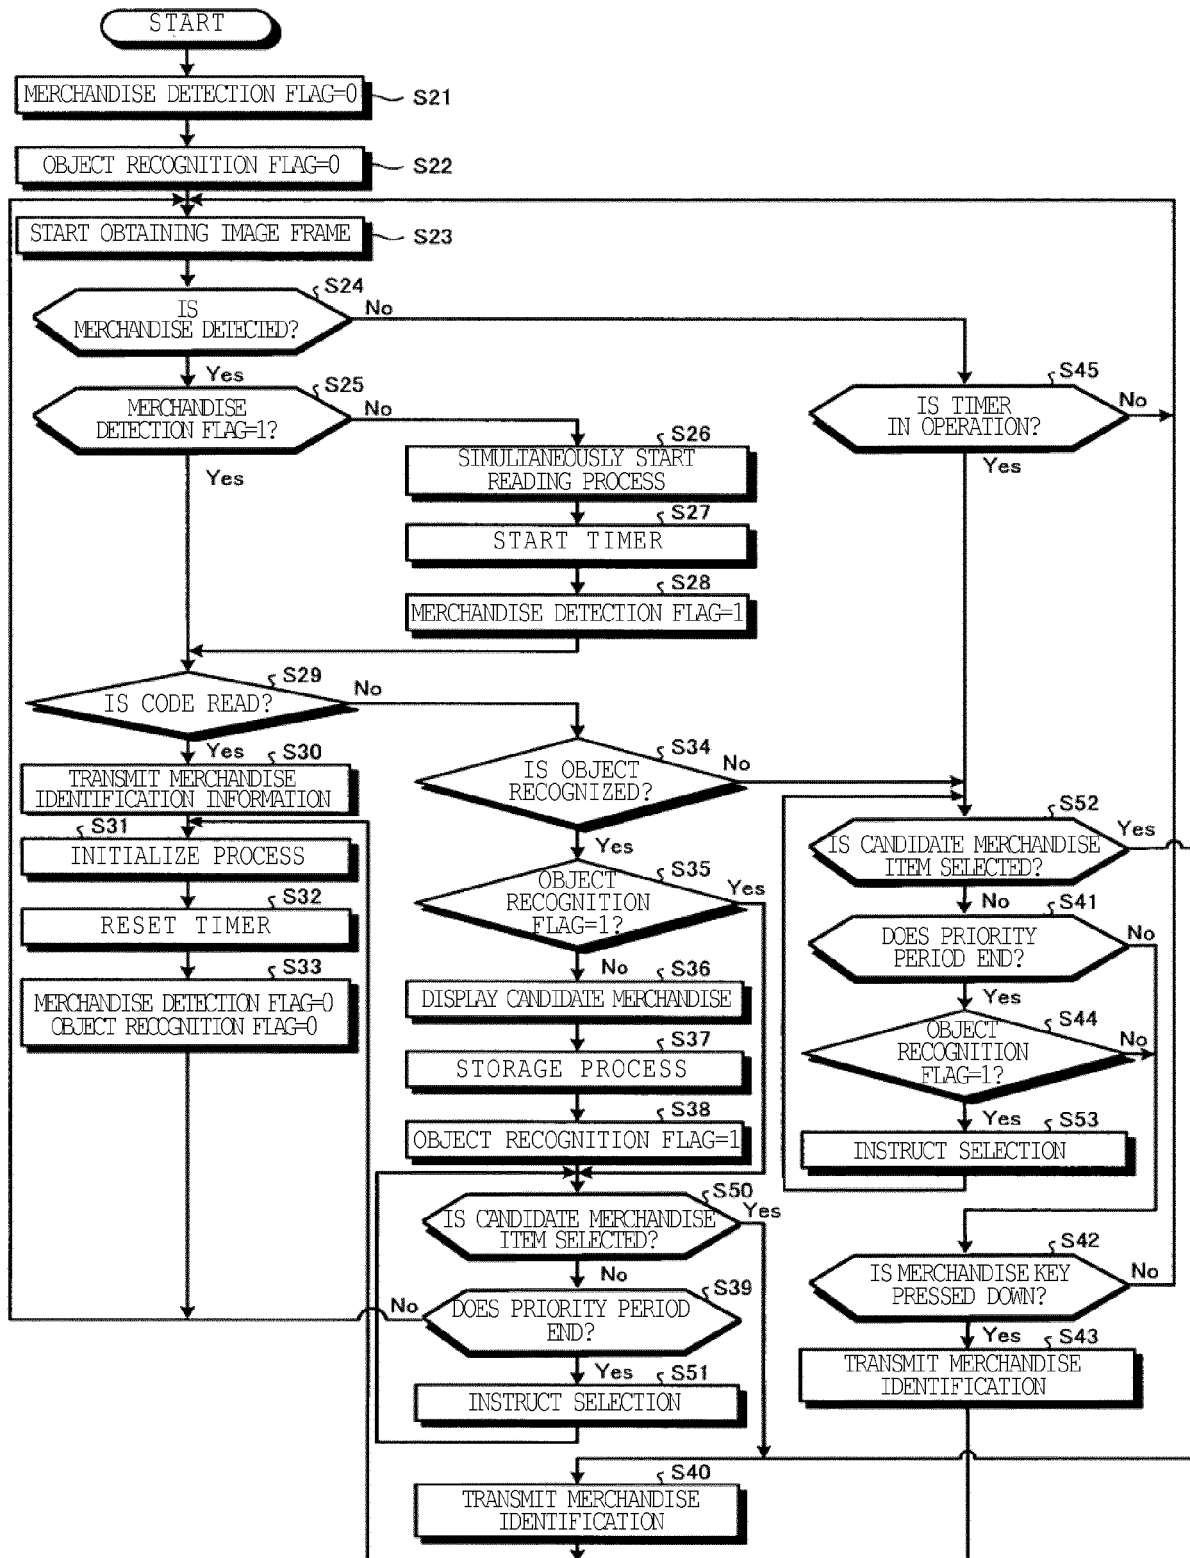 START
MERCHANDISE DETECTION FLAG=0
S21
OBJECT RECOGNITION FLAG=0
S22
START OBTAINING IMAGE FRAME
S23
S24
IS
MERCHANDISE DETECTED?
No
Yes
S25
MERCHANDISE
DETECTION FLAG=1?
No
Yes
S45
IS TIMER
IN OPERATION?
No
Yes
S26
SIMULTANEOUSLY START
READING PROCESS
S27
START TIMER
S28
MERCHANDISE DETECTION FLAG=1
S29
IS CODE READ?
No
Yes
S30
TRANSMIT MERCHANDISE
IDENTIFICATION INFORMATION
S31
INITIALIZE PROCESS
S32
RESET TIMER
S33
MERCHANDISE DETECTION FLAG=0
OBJECT RECOGNITION FLAG=0
S34
IS OBJECT
RECOGNIZED?
No
Yes
S35
OBJECT
RECOGNITION
FLAG=1?
Yes
No
S36
DISPLAY CANDIDATE MERCHANDISE
S37
STORAGE PROCESS
S38
OBJECT RECOGNITION FLAG=1
S50
IS CANDIDATE MERCHANDISE
ITEM SELECTED?
Yes
No
S39
DOES PRIORITY PERIOD
END?
No
Yes
S51
INSTRUCT SELECTION
S40
TRANSMIT MERCHANDISE
IDENTIFICATION
S52
IS CANDIDATE MERCHANDISE
ITEM SELECTED?
Yes
No
S41
DOES PRIORITY
PERIOD END?
No
Yes
S44
OBJECT
RECOGNITION
FLAG=1?
No
Yes
S53
INSTRUCT SELECTION
S42
IS MERCHANDISE KEY
PRESSED DOWN?
No
Yes
S43
TRANSMIT MERCHANDISE
IDENTIFICATION